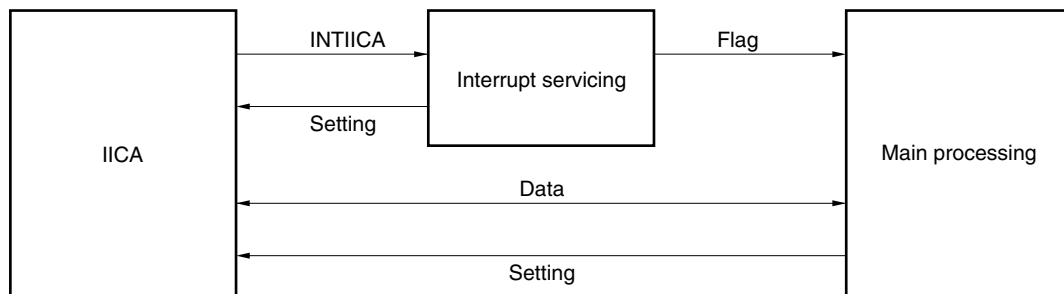 INTIICA
Flag
Interrupt servicing
Setting
IICA
Main processing
Data
Setting